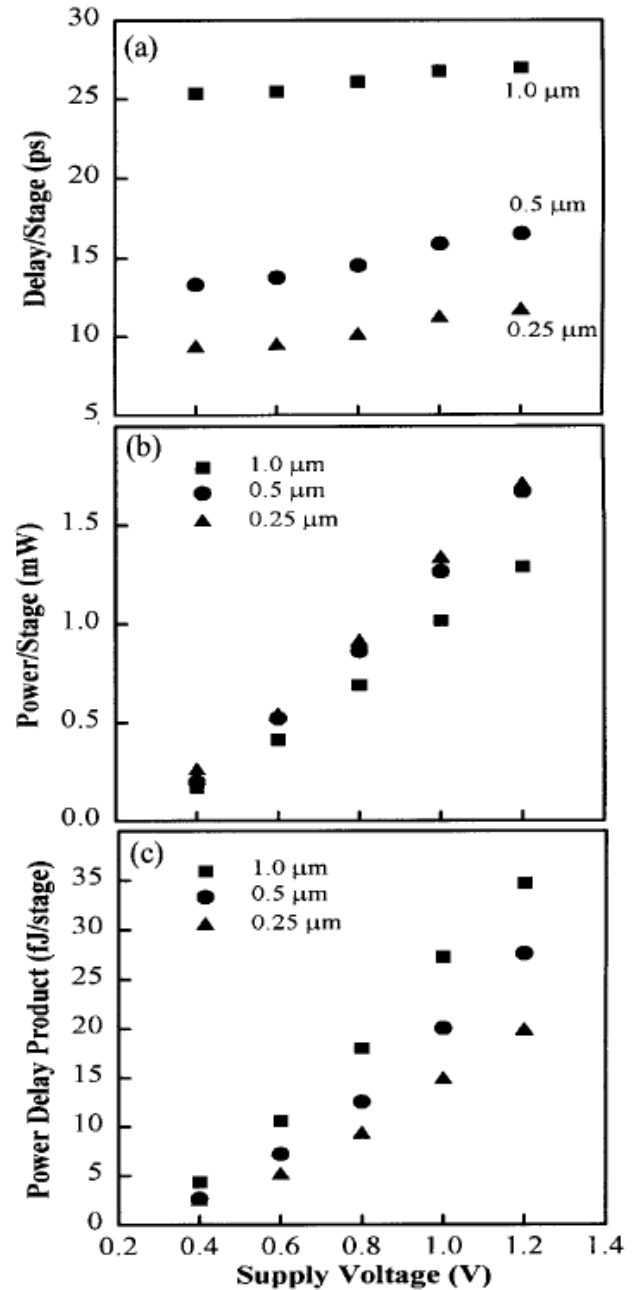 (a)
30
25
20
15
10
5
Delay/Stage (ps)
1.0 μm
0.5 μm
0.25 μm
(b)
1.0 μm
0.5 μm
0.25 μm
1.5
1.0
0.5
0.0
Power/Stage (mW)
(c)
1.0 μm
0.5 μm
0.25 μm
35
30
25
20
15
10
5
0
Power Delay Product (fJ/stage)
0.2 0.4 0.6 0.8 1.0 1.2 1.4
Supply Voltage (V)